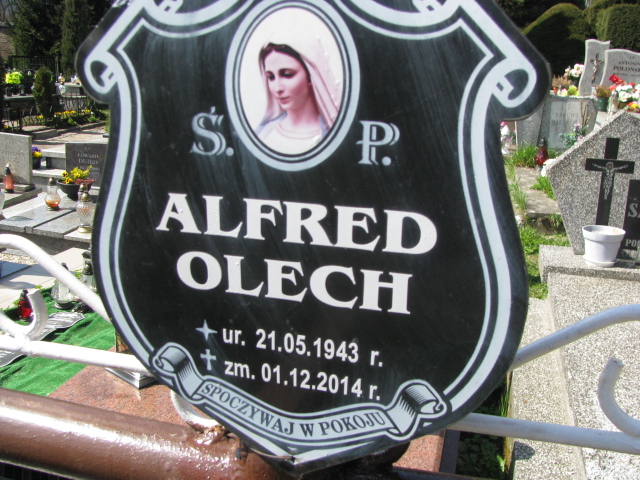 Ś. P.
ALFRED
OLECH
ur. 21.05.1943 r.
zm. 01.12.2014 r.
SPOCZYWAJ W POKOJU